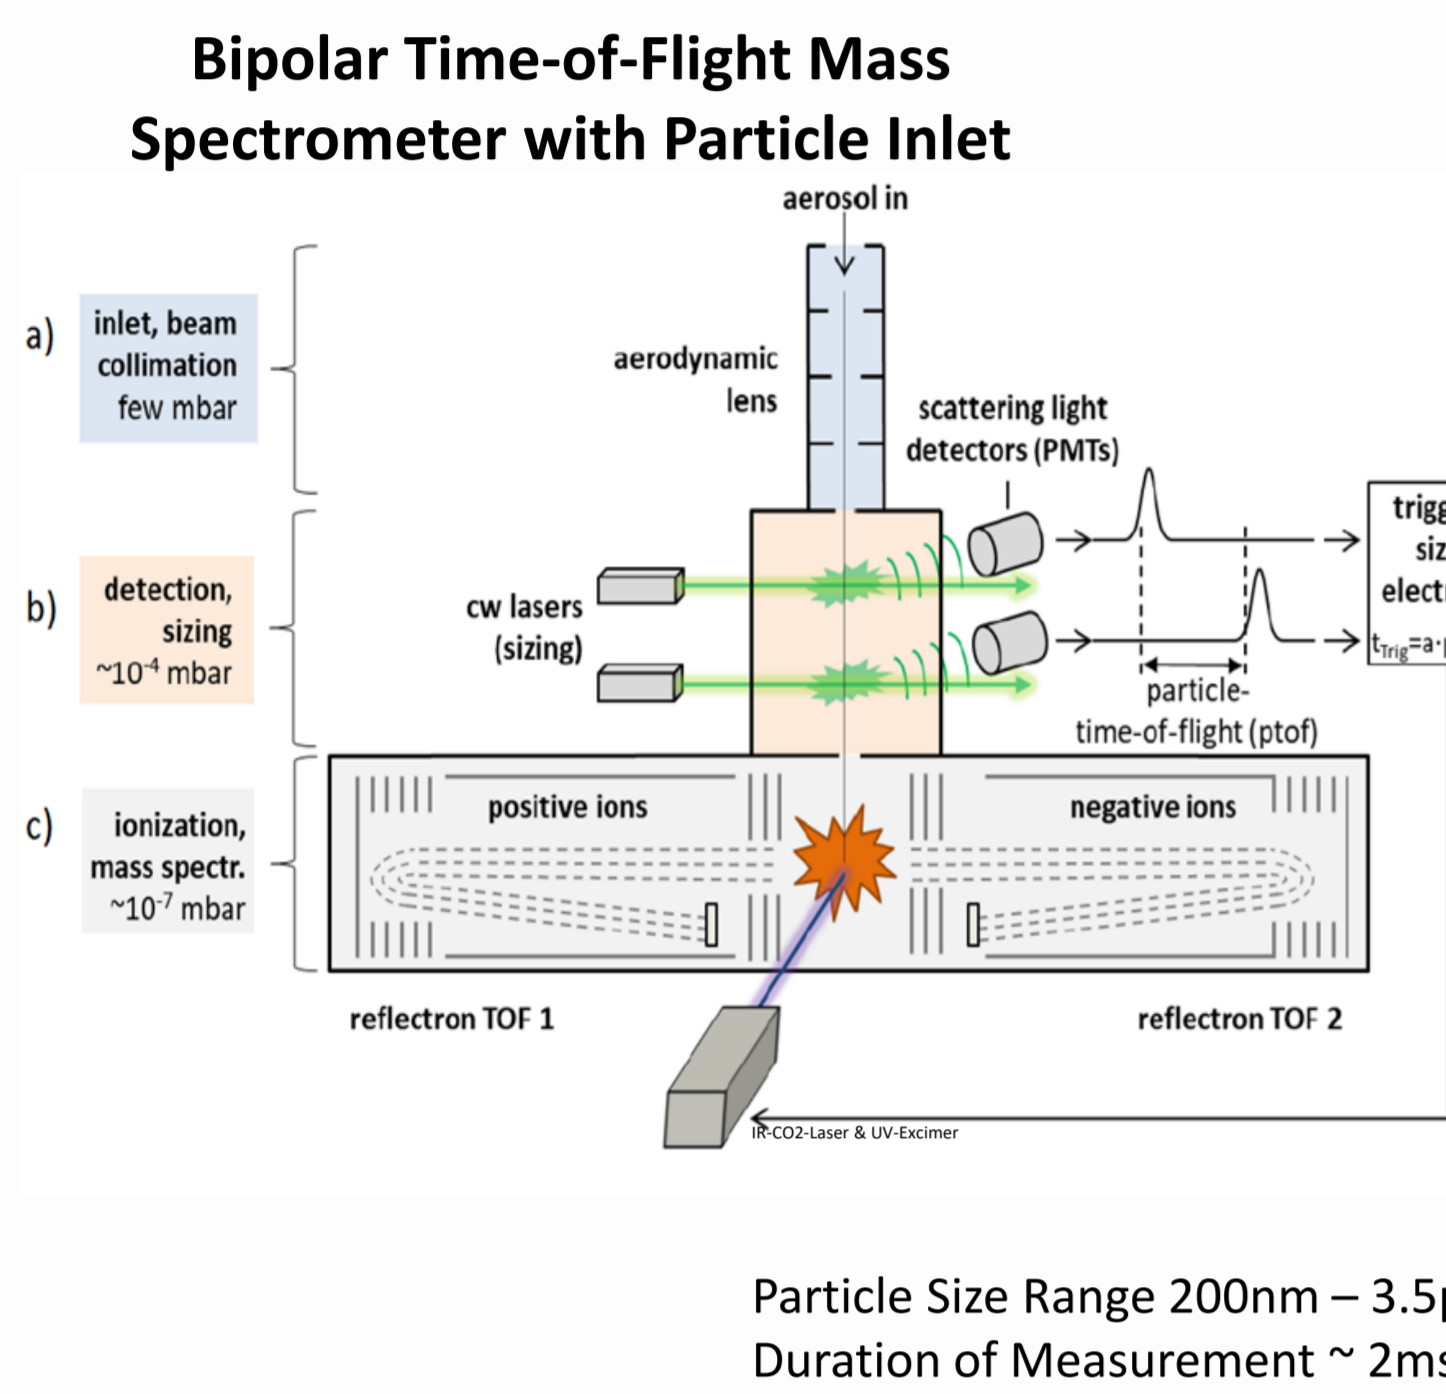 Bipolar Time-of-Flight Mass
Spectrometer with Particle Inlet
aerosol in
a)
inlet, beam
collimation
few mbar
aerodynamic
lens
scattering light
detectors (PMTs)
b)
detection,
sizing
~10⁻⁴ mbar
cw lasers
(sizing)
particle-
time-of-flight (ptof)
t_Trig=a·
c)
ionization,
mass spectr.
~10⁻⁷ mbar
positive ions
negative ions
reflectron TOF 1
reflectron TOF 2
IR-CO2-Laser & UV-Excimer
Particle Size Range 200nm – 3.5
Duration of Measurement ~ 2ms